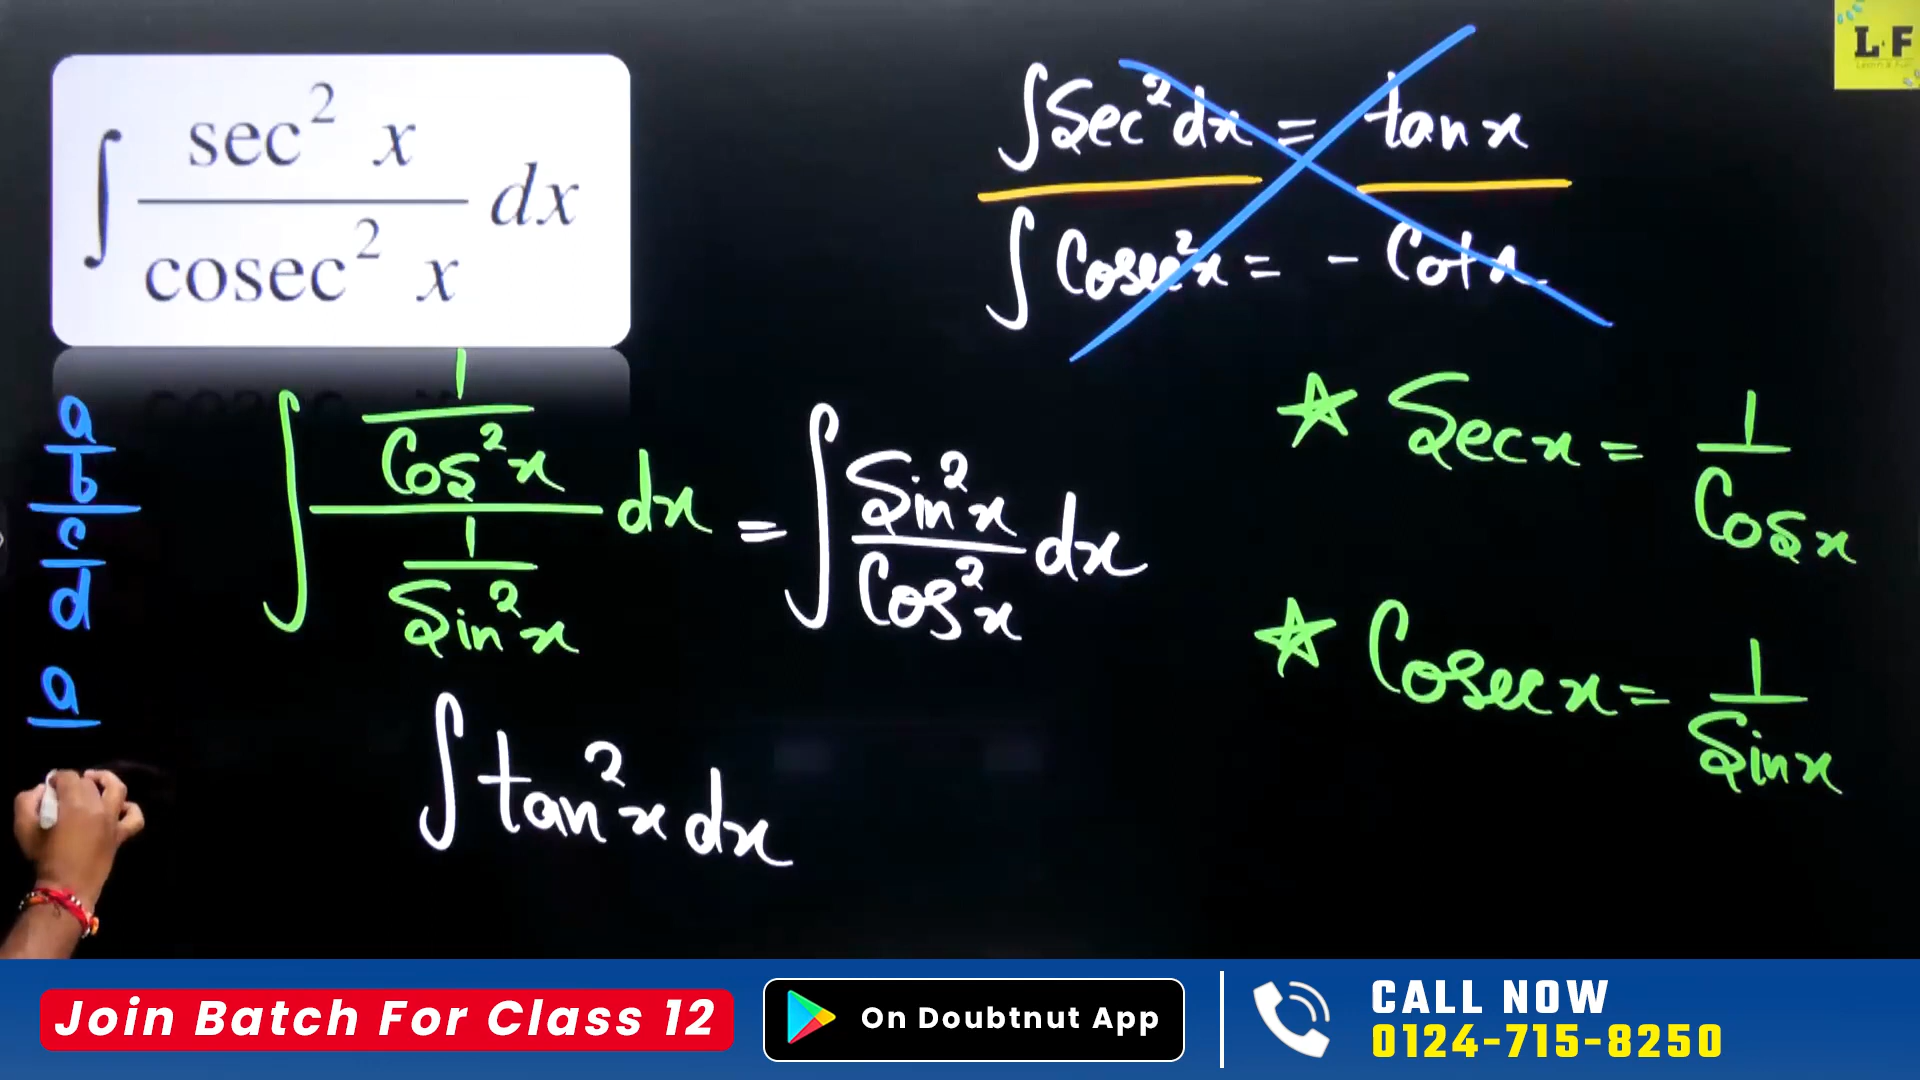 L.F
∫ sec² x / cosec² x dx
∫Sec²dx = tan x
∫Cosec²x = - Cot x
a/b
c/d
a
∫ (1/Cos²x) / (1/Sin²x) dx = ∫ Sin²x/Cos²x dx
∫tan²x dx
☆ Sec x = 1/Cos x
☆ Cosec x = 1/Sin x
Join Batch For Class 12
On Doubtnut App
CALL NOW
0124-715-8250